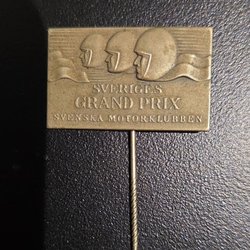 SVERIGES
GRAND PRIX
SVENSKA MOTORKLUBBEN